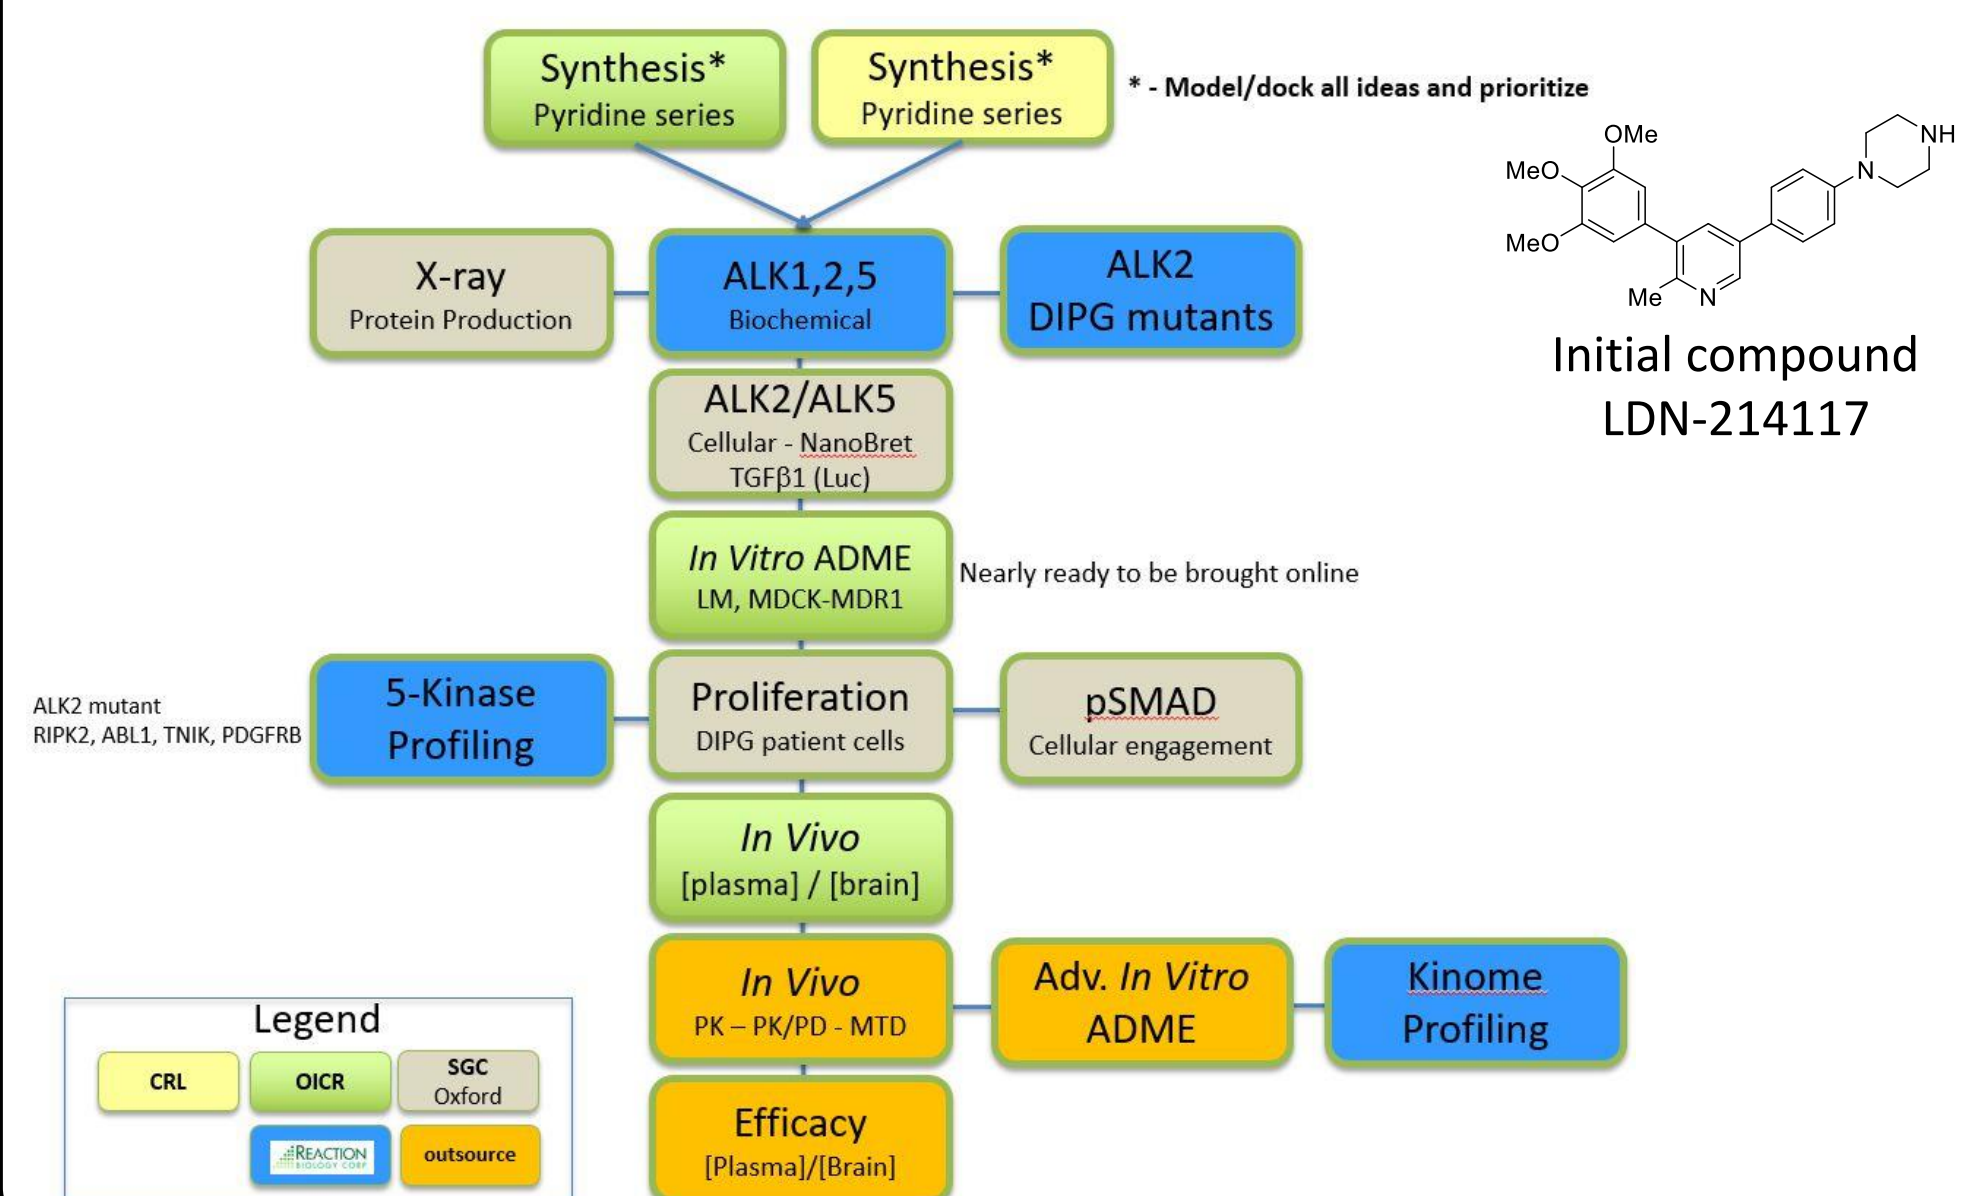 Synthesis*
Pyridine series
Synthesis*
Pyridine series
* - Model/dock all ideas and prioritize
OMe
MeO
MeO
Me
N
N
NH
Initial compound
LDN-214117
X-ray
Protein Production
ALK1,2,5
Biochemical
ALK2
DIPG mutants
ALK2/ALK5
Cellular - NanoBret
TGFβ1 (Luc)
In Vitro ADME
LM, MDCK-MDR1
Nearly ready to be brought online
ALK2 mutant
RIPK2, ABL1, TNIK, PDGFRB
5-Kinase
Profiling
Proliferation
DIPG patient cells
pSMAD
Cellular engagement
In Vivo
[plasma] / [brain]
In Vivo
PK – PK/PD - MTD
Adv. In Vitro
ADME
Kinome
Profiling
Efficacy
[Plasma]/[Brain]
Legend
CRL
OICR
SGC
Oxford
REACTION
BIOLOGY CORP
outsource